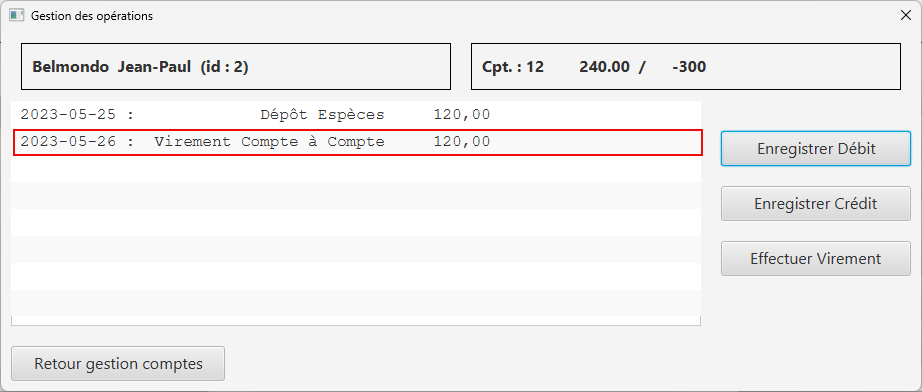 Gestion des opérations
Belmondo Jean-Paul (id : 2)
Cpt. : 12 240.00 / -300
2023-05-25 : Dépôt Espèces 120,00
2023-05-26 : Virement Compte à Compte 120,00
Enregistrer Débit
Enregistrer Crédit
Effectuer Virement
Retour gestion comptes